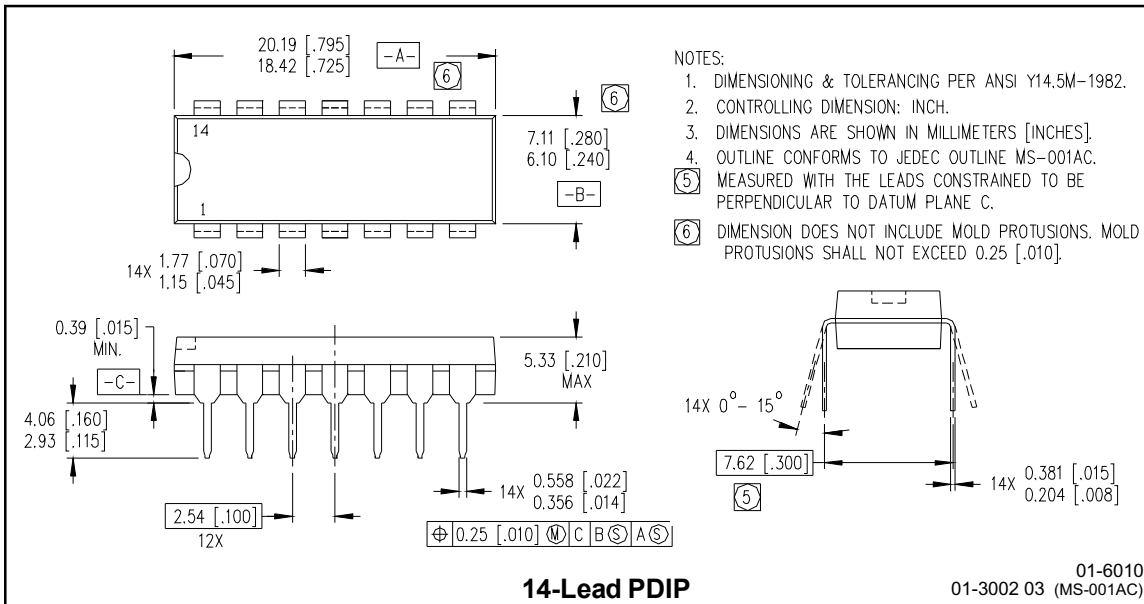 20.19 [.795]
18.42 [.725]
-A-
6
6
14
1
7.11 [.280]
6.10 [.240]
-B-
14X 1.77 [.070]
1.15 [.045]
NOTES:
1. DIMENSIONING & TOLERANCING PER ANSI Y14.5M-1982.
2. CONTROLLING DIMENSION: INCH.
3. DIMENSIONS ARE SHOWN IN MILLIMETERS [INCHES].
4. OUTLINE CONFORMS TO JEDEC OUTLINE MS-001AC.
5 MEASURED WITH THE LEADS CONSTRAINED TO BE
PERPENDICULAR TO DATUM PLANE C.
6 DIMENSION DOES NOT INCLUDE MOLD PROTUSIONS. MOLD
PROTUSIONS SHALL NOT EXCEED 0.25 [.010].
0.39 [.015]
MIN.
-C-
4.06 [.160]
2.93 [.115]
5.33 [.210]
MAX
2.54 [.100]
12X
14X 0.558 [.022]
0.356 [.014]
⌖ 0.25 [.010] Ⓜ C B Ⓢ A Ⓢ
14X 0°- 15°
7.62 [.300]
5
14X 0.381 [.015]
0.204 [.008]
14-Lead PDIP
01-6010
01-3002 03 (MS-001AC)